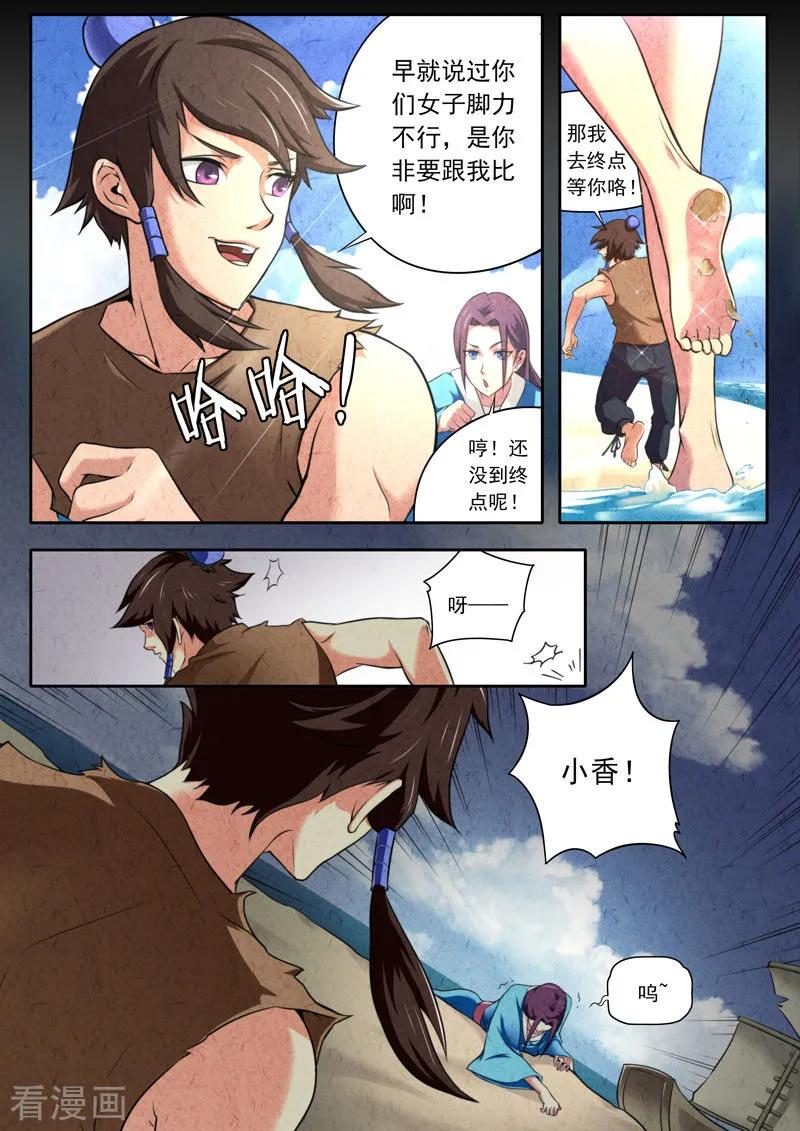 早就说过你
们女子脚力
不行，是你
非要跟我比
啊！
哈哈！
哼！还
没到终
点呢！
那我
去终点
等你咯！
呀——
小香！
呜~
看漫画